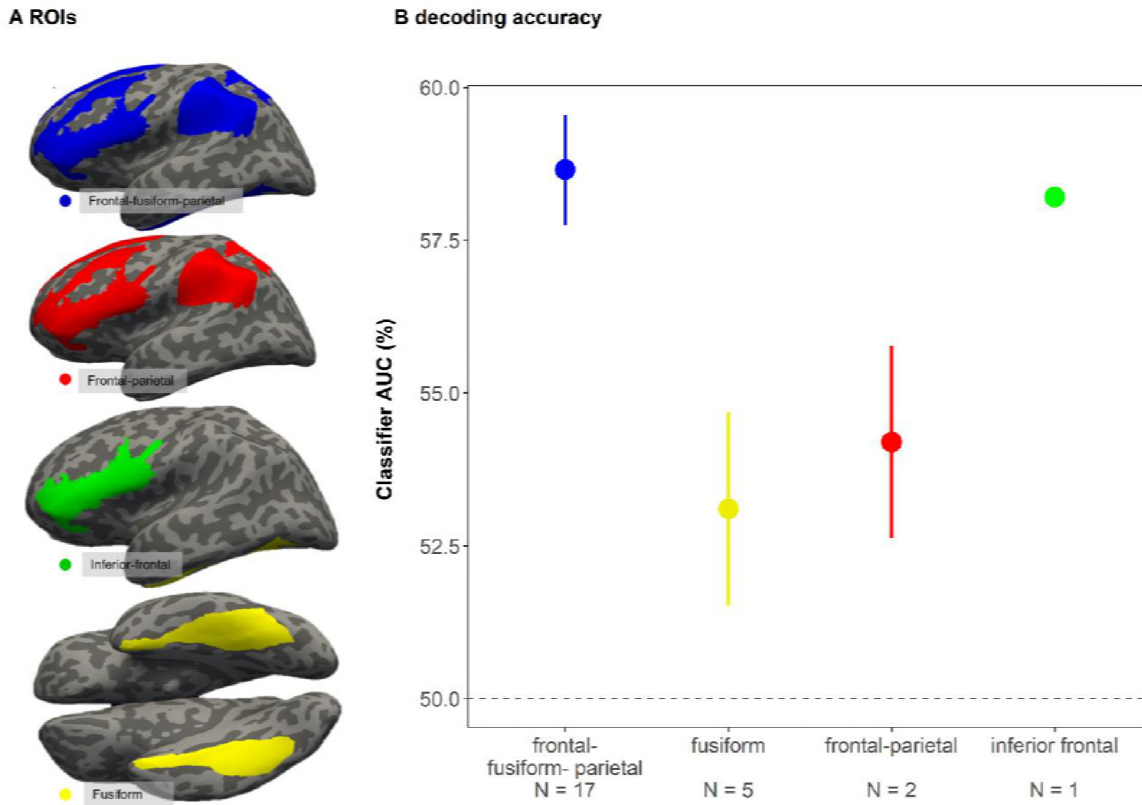 A ROIs
B decoding accuracy
Frontal-fusiform-parietal
Frontal-parietal
Inferior-frontal
Fusiform
Classifier AUC (%)
60.0
57.5
55.0
52.5
50.0
frontal-
fusiform- parietal
N = 17
fusiform
N = 5
frontal-parietal
N = 2
inferior frontal
N = 1